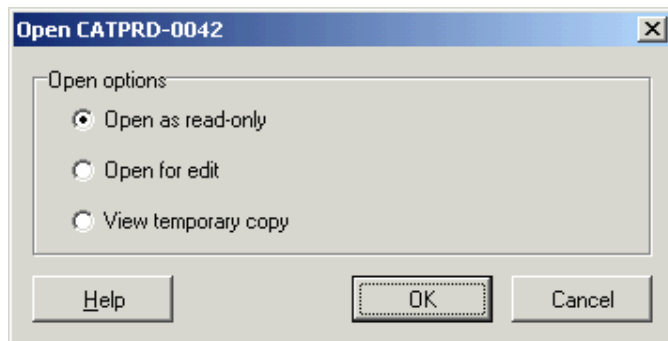 Open CATPRD-0042
Open options
Open as read-only
Open for edit
View temporary copy
Help OK Cancel